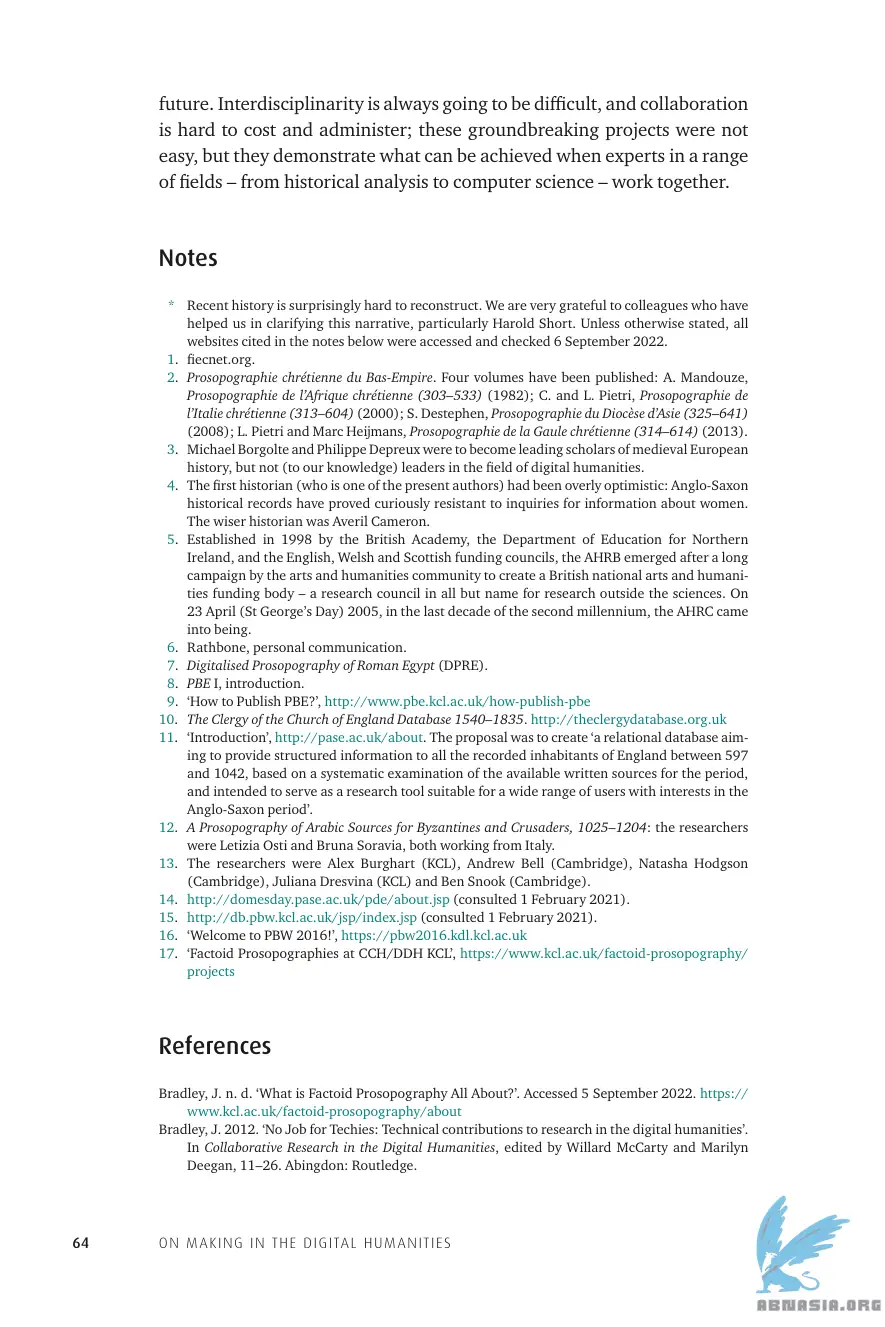 future. Interdisciplinarity is always going to be difficult, and collaboration
is hard to cost and administer; these groundbreaking projects were not
easy, but they demonstrate what can be achieved when experts in a range
of fields – from historical analysis to computer science – work together.
Notes
* Recent history is surprisingly hard to reconstruct. We are very grateful to colleagues who have
helped us in clarifying this narrative, particularly Harold Short. Unless otherwise stated, all
websites cited in the notes below were accessed and checked 6 September 2022.
1. fiecnet.org.
2. Prosopographie chrétienne du Bas-Empire. Four volumes have been published: A. Mandouze,
Prosopographie de l’Afrique chrétienne (303–533) (1982); C. and L. Pietri, Prosopographie de
l’Italie chrétienne (313–604) (2000); S. Destephen, Prosopographie du Diocèse d’Asie (325–641)
(2008); L. Pietri and Marc Heijmans, Prosopographie de la Gaule chrétienne (314–614) (2013).
3. Michael Borgolte and Philippe Depreux were to become leading scholars of medieval European
history, but not (to our knowledge) leaders in the field of digital humanities.
4. The first historian (who is one of the present authors) had been overly optimistic: Anglo-Saxon
historical records have proved curiously resistant to inquiries for information about women.
The wiser historian was Averil Cameron.
5. Established in 1998 by the British Academy, the Department of Education for Northern
Ireland, and the English, Welsh and Scottish funding councils, the AHRB emerged after a long
campaign by the arts and humanities community to create a British national arts and humani-
ties funding body – a research council in all but name for research outside the sciences. On
23 April (St George’s Day) 2005, in the last decade of the second millennium, the AHRC came
into being.
6. Rathbone, personal communication.
7. Digitalised Prosopography of Roman Egypt (DPRE).
8. PBE I, introduction.
9. ‘How to Publish PBE?’, http://www.pbe.kcl.ac.uk/how-publish-pbe
10. The Clergy of the Church of England Database 1540–1835. http://theclergydatabase.org.uk
11. ‘Introduction’, http://pase.ac.uk/about. The proposal was to create ‘a relational database aim-
ing to provide structured information to all the recorded inhabitants of England between 597
and 1042, based on a systematic examination of the available written sources for the period,
and intended to serve as a research tool suitable for a wide range of users with interests in the
Anglo-Saxon period’.
12. A Prosopography of Arabic Sources for Byzantines and Crusaders, 1025–1204: the researchers
were Letizia Osti and Bruna Soravia, both working from Italy.
13. The researchers were Alex Burghart (KCL), Andrew Bell (Cambridge), Natasha Hodgson
(Cambridge), Juliana Dresvina (KCL) and Ben Snook (Cambridge).
14. http://domesday.pase.ac.uk/pde/about.jsp (consulted 1 February 2021).
15. http://db.pbw.kcl.ac.uk/jsp/index.jsp (consulted 1 February 2021).
16. ‘Welcome to PBW 2016!’, https://pbw2016.kdl.kcl.ac.uk
17. ‘Factoid Prosopographies at CCH/DDH KCL’, https://www.kcl.ac.uk/factoid-prosopography/
projects
References
Bradley, J. n. d. ‘What is Factoid Prosopography All About?’. Accessed 5 September 2022. https://
www.kcl.ac.uk/factoid-prosopography/about
Bradley, J. 2012. ‘No Job for Techies: Technical contributions to research in the digital humanities’.
In Collaborative Research in the Digital Humanities, edited by Willard McCarty and Marilyn
Deegan, 11–26. Abingdon: Routledge.
64 ON MAKING IN THE DIGITAL HUMANITIES
ABNASIA.ORG